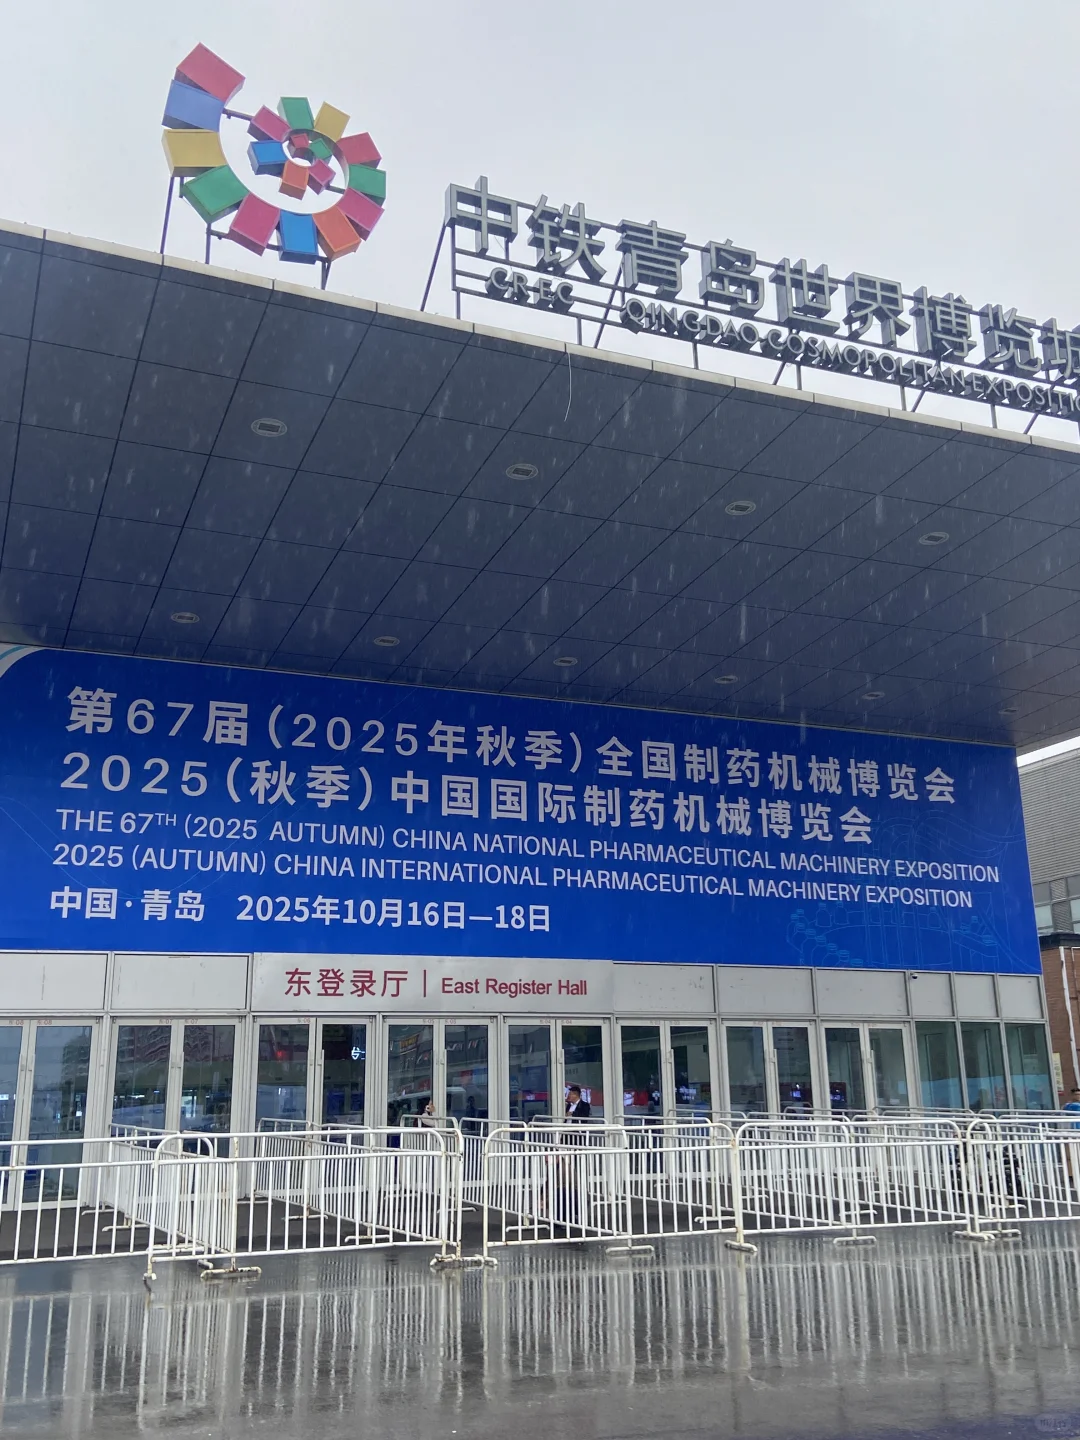 中铁青岛世界博览城
CREC QINGDAO COSMOPOLITAN EXPOSITIO
第67届（2025年秋季）全国制药机械博览会
2025（秋季）中国国际制药机械博览会
THE 67TH (2025 AUTUMN) CHINA NATIONAL PHARMACEUTICAL MACHINERY EXPOSITION
2025 (AUTUMN) CHINA INTERNATIONAL PHARMACEUTICAL MACHINERY EXPOSITION
中国·青岛 2025年10月16日—18日
东登录厅 | East Register Hall